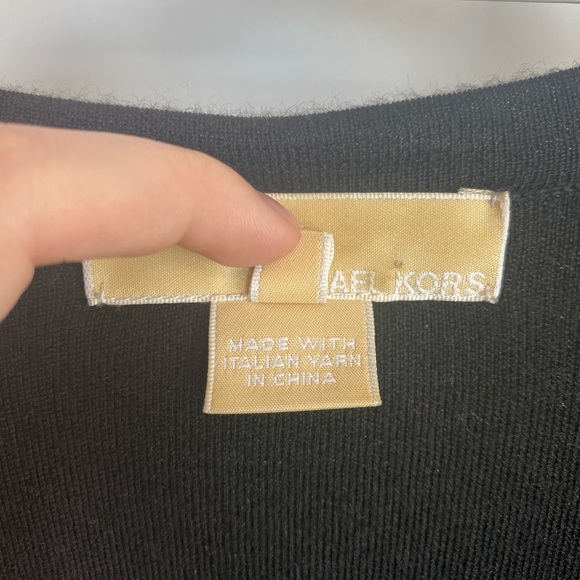 AEL KORS
MADE WITH
ITALIAN YARN
IN CHINA